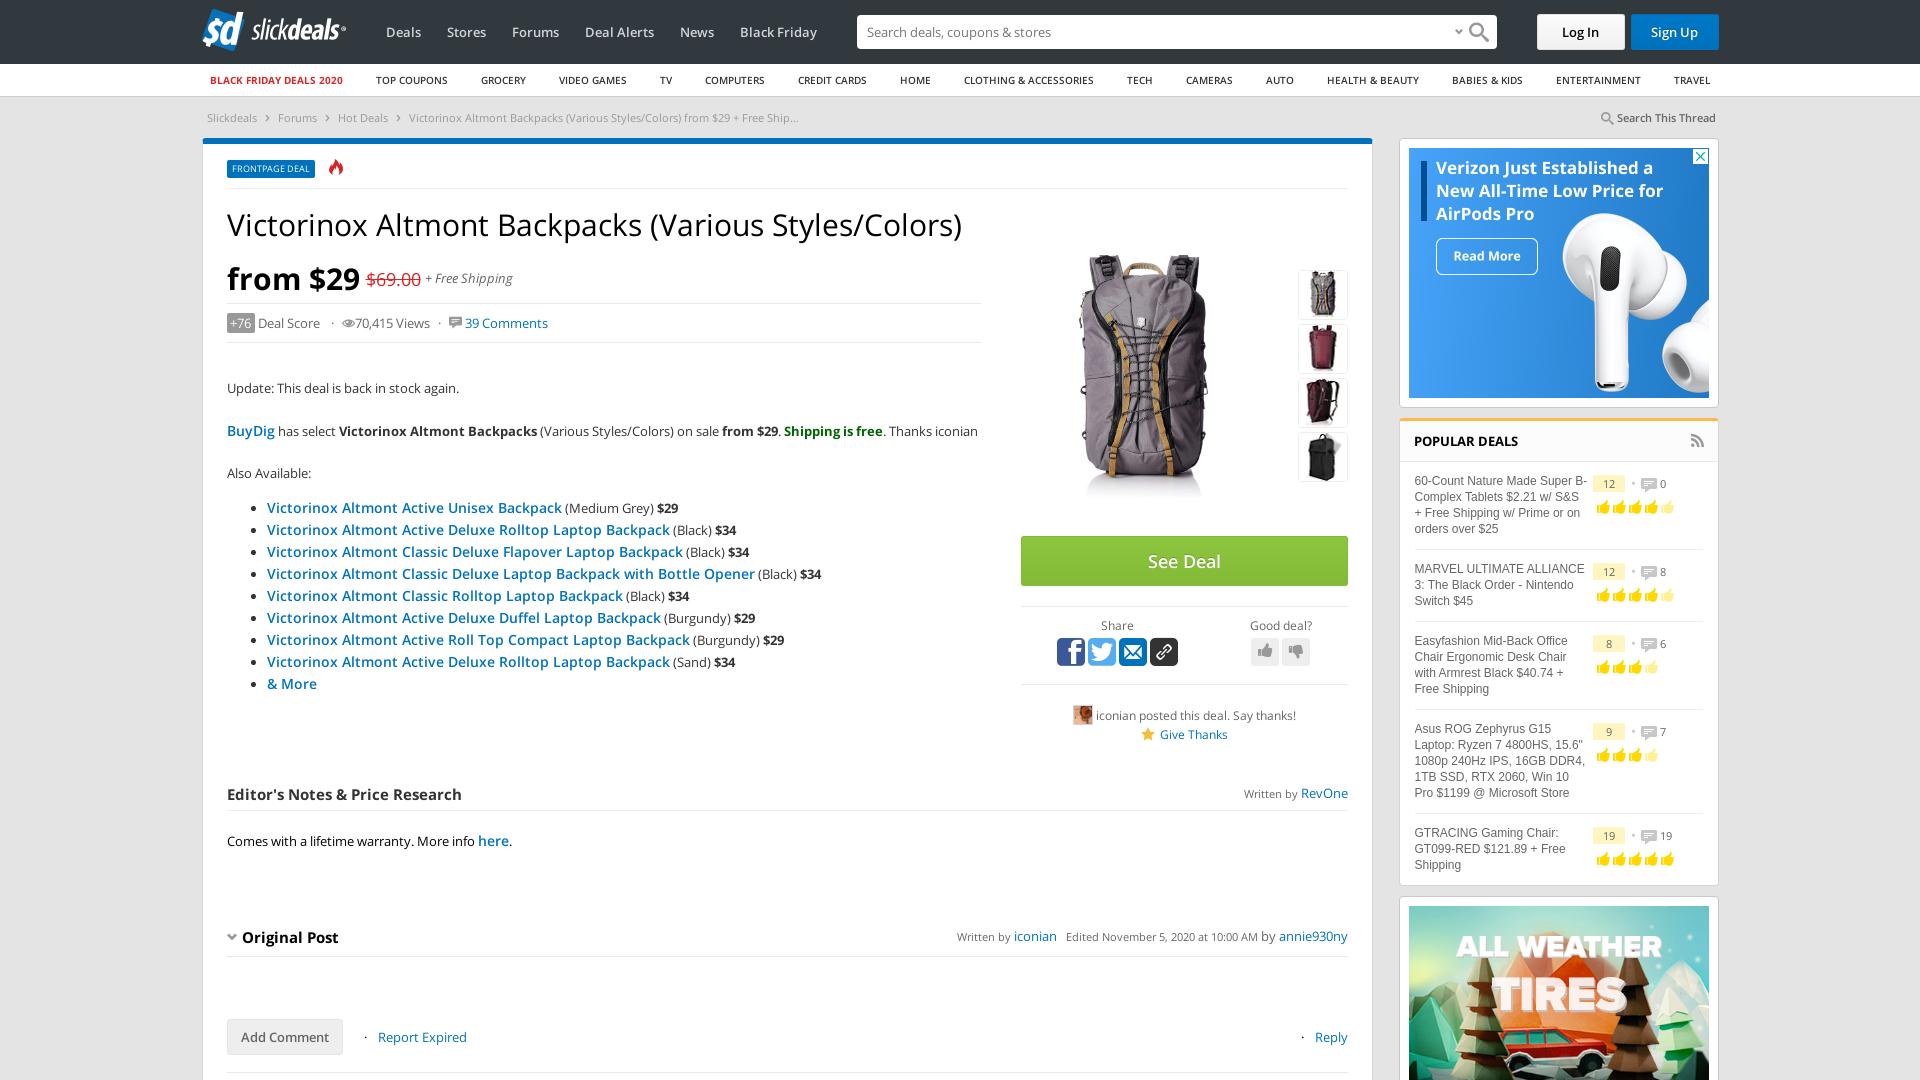 sd slickdeals
Deals
Stores
Forums
Deal Alerts
News
Black Friday
Search deals, coupons & stores
Log In
Sign Up
BLACK FRIDAY DEALS 2020
TOP COUPONS
GROCERY
VIDEO GAMES
TV
COMPUTERS
CREDIT CARDS
HOME
CLOTHING & ACCESSORIES
TECH
CAMERAS
AUTO
HEALTH & BEAUTY
BABIES & KIDS
ENTERTAINMENT
TRAVEL
Slickdeals › Forums › Hot Deals › Victorinox Altmont Backpacks (Various Styles/Colors) from $29 + Free Ship...
Search This Thread
FRONTPAGE DEAL
Victorinox Altmont Backpacks (Various Styles/Colors)
from $29 $69.00 + Free Shipping
+76 Deal Score · 70,415 Views · 39 Comments
Update: This deal is back in stock again.
BuyDig has select Victorinox Altmont Backpacks (Various Styles/Colors) on sale from $29. Shipping is free. Thanks iconian
Also Available:
• Victorinox Altmont Active Unisex Backpack (Medium Grey) $29
• Victorinox Altmont Active Deluxe Rolltop Laptop Backpack (Black) $34
• Victorinox Altmont Classic Deluxe Flapover Laptop Backpack (Black) $34
• Victorinox Altmont Classic Deluxe Laptop Backpack with Bottle Opener (Black) $34
• Victorinox Altmont Classic Rolltop Laptop Backpack (Black) $34
• Victorinox Altmont Active Deluxe Duffel Laptop Backpack (Burgundy) $29
• Victorinox Altmont Active Roll Top Compact Laptop Backpack (Burgundy) $29
• Victorinox Altmont Active Deluxe Rolltop Laptop Backpack (Sand) $34
• & More
See Deal
Share
Good deal?
iconian posted this deal. Say thanks!
Give Thanks
Editor's Notes & Price Research
Written by RevOne
Comes with a lifetime warranty. More info here.
Original Post
Written by iconian Edited November 5, 2020 at 10:00 AM by annie930ny
Add Comment
· Report Expired
· Reply
Verizon Just Established a
New All-Time Low Price for
AirPods Pro
Read More
POPULAR DEALS
60-Count Nature Made Super B-
Complex Tablets $2.21 w/ S&S
+ Free Shipping w/ Prime or on
orders over $25
12 • 0
MARVEL ULTIMATE ALLIANCE
3: The Black Order - Nintendo
Switch $45
12 • 8
Easyfashion Mid-Back Office
Chair Ergonomic Desk Chair
with Armrest Black $40.74 +
Free Shipping
8 • 6
Asus ROG Zephyrus G15
Laptop: Ryzen 7 4800HS, 15.6"
1080p 240Hz IPS, 16GB DDR4,
1TB SSD, RTX 2060, Win 10
Pro $1199 @ Microsoft Store
9 • 7
GTRACING Gaming Chair:
GT099-RED $121.89 + Free
Shipping
19 • 19
ALL WEATHER
TIRES